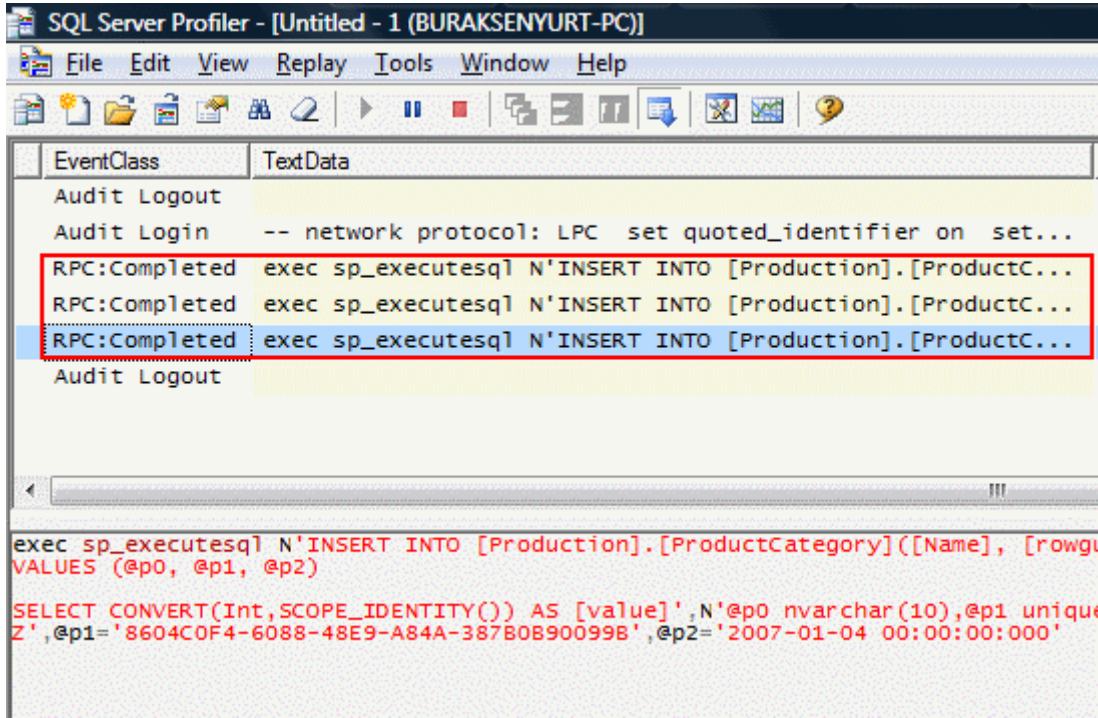 SQL Server Profiler - [Untitled - 1 (BURAKSENYURT-PC)]
File Edit View Replay Tools Window Help
EventClass TextData
Audit Logout
Audit Login -- network protocol: LPC set quoted_identifier on set...
RPC:Completed exec sp_executesql N'INSERT INTO [Production].[ProductC...
RPC:Completed exec sp_executesql N'INSERT INTO [Production].[ProductC...
RPC:Completed exec sp_executesql N'INSERT INTO [Production].[ProductC...
Audit Logout
exec sp_executesql N'INSERT INTO [Production].[ProductCategory]([Name], [rowgu
VALUES (@p0, @p1, @p2)
SELECT CONVERT(Int,SCOPE_IDENTITY()) AS [value]',N'@p0 nvarchar(10),@p1 unique
Z',@p1='8604C0F4-6088-48E9-A84A-387B0B90099B',@p2='2007-01-04 00:00:00:000'